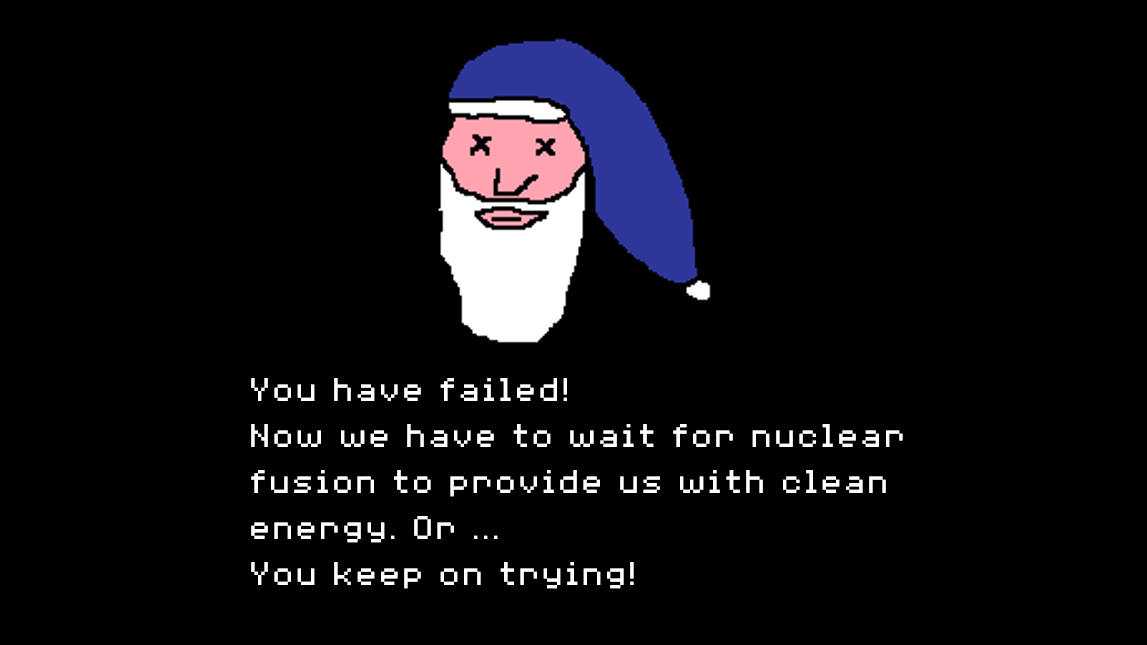 You have failed!
Now we have to wait for nuclear
fusion to provide us with clean
energy. Or ...
You keep on trying!